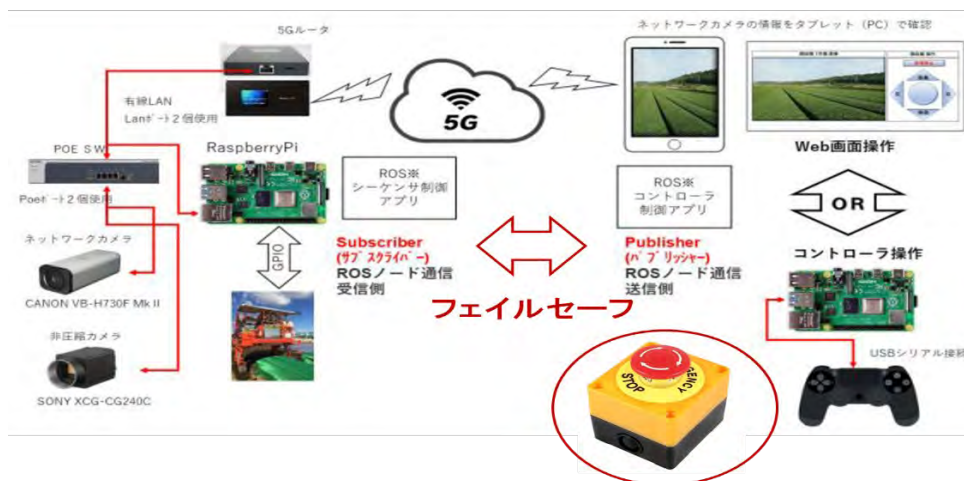 5Gルータ
ネットワークカメラの情報をタブレット（PC）で確認
有線LAN
Lanポート２個使用
5G
Web画面操作
POE SW
Poeポート２個使用
RaspberryPi
ROS※
シーケンサ制御
アプリ
ROS※
コントローラ
制御アプリ
OR
ネットワークカメラ
CANON VB-H730F Mk II
GPIO
Subscriber
(サブスクライバー)
ROSノード通信
受信側
Publisher
(パブリッシャー)
ROSノード通信
送信側
コントローラ操作
フェイルセーフ
非圧縮カメラ
SONY XCG-CG240C
USBシリアル接続
STOP
GENCY